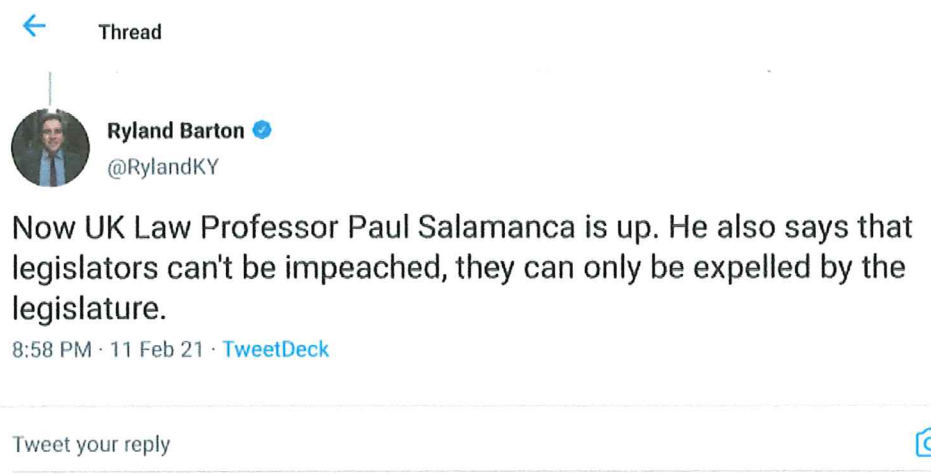 Thread
Ryland Barton
@RylandKY
Now UK Law Professor Paul Salamanca is up. He also says that
legislators can't be impeached, they can only be expelled by the
legislature.
8:58 PM · 11 Feb 21 · TweetDeck
Tweet your reply